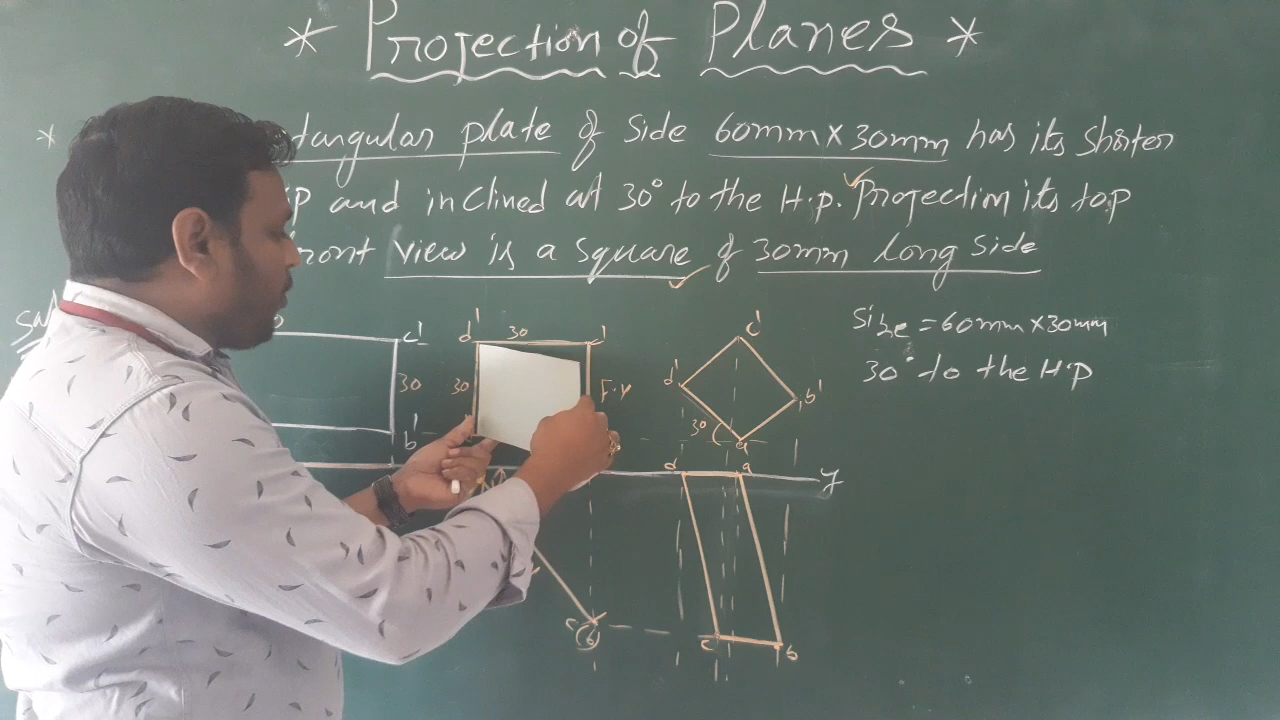 * Projection of Planes *
* tangular plate of side 60mm x 30mm has its shorter
p and inclined at 30° to the H.p. Projection its top
ront view is a square of 30mm long side
c' 30 b'
d' 30 30 F.V
c' d' b' 30° a'
size = 60mm x 30mm
30° to the H.p
d a y
c b